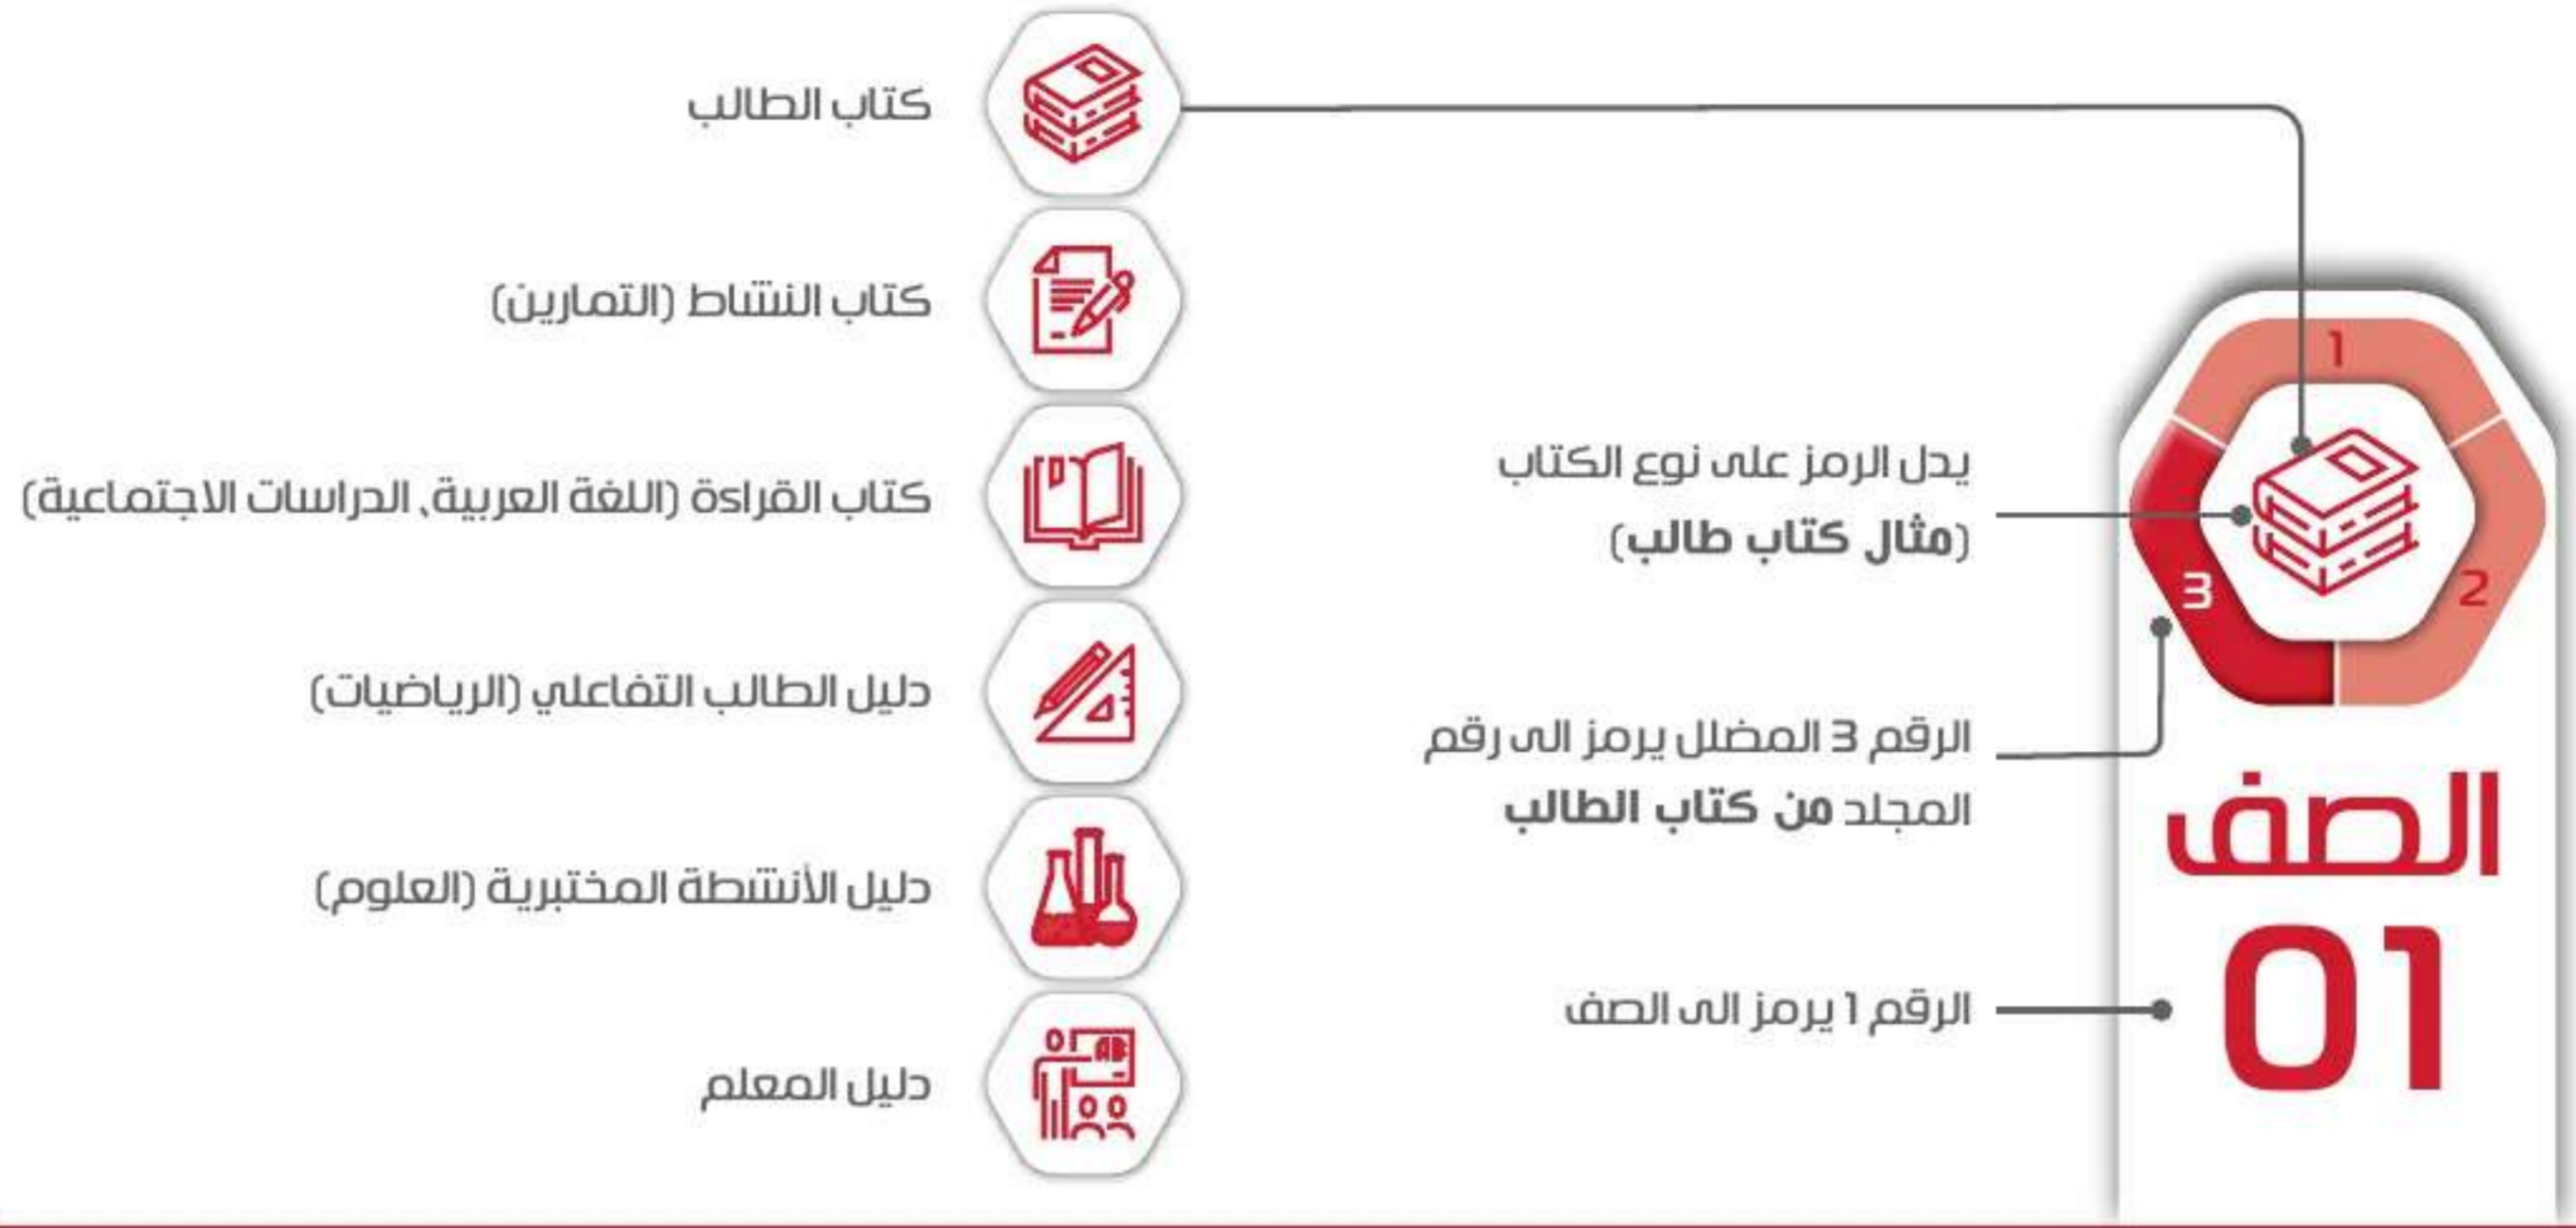 1
2
3
الصف
01
يدل الرمز على نوع الكتاب
(مثال كتاب طالب)
الرقم 3 المضلل يرمز الى رقم
المجلد من كتاب الطالب
الرقم 1 يرمز الى الصف
كتاب الطالب
كتاب النشاط (التمارين)
كتاب القراءة (اللغة العربية، الدراسات الاجتماعية)
دليل الطالب التفاعلي (الرياضيات)
دليل الأنشطة المختبرية (العلوم)
دليل المعلم